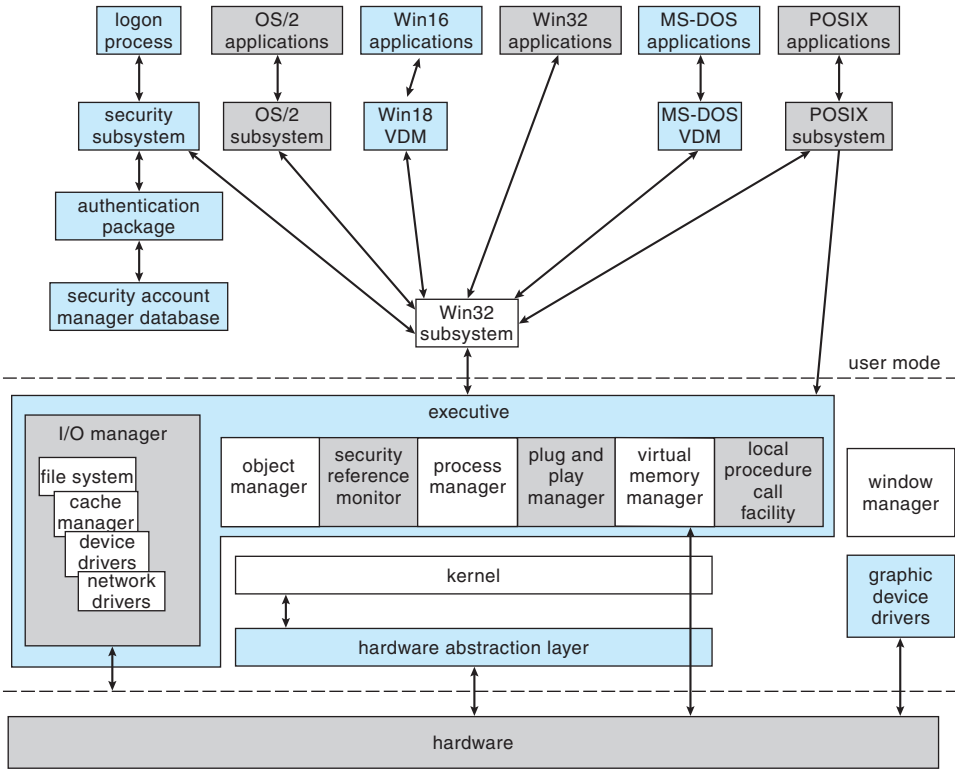 logon
process
OS/2
applications
Win16
applications
Win32
applications
MS-DOS
applications
POSIX
applications
security
subsystem
OS/2
subsystem
Win18
VDM
MS-DOS
VDM
POSIX
subsystem
authentication
package
security account
manager database
Win32
subsystem
user mode
executive
I/O manager
file system
cache
manager
device
drivers
network
drivers
object
manager
security
reference
monitor
process
manager
plug and
play
manager
virtual
memory
manager
local
procedure
call
facility
window
manager
kernel
graphic
device
drivers
hardware abstraction layer
hardware